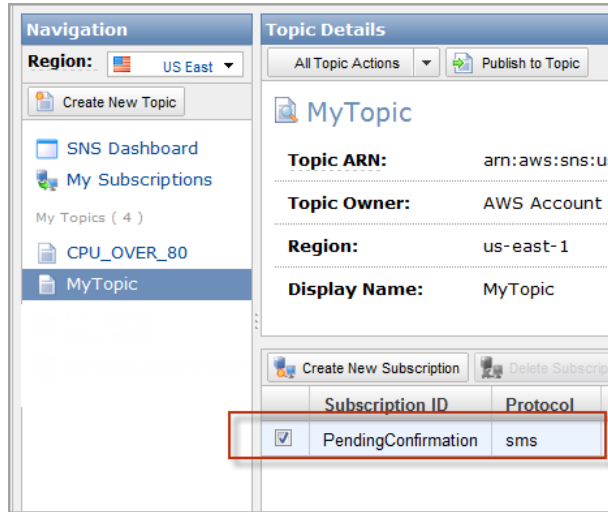 Navigation
Region: US East
Create New Topic
SNS Dashboard
My Subscriptions
My Topics ( 4 )
CPU_OVER_80
MyTopic
Topic Details
All Topic Actions Publish to Topic
MyTopic
Topic ARN: arn:aws:sns:u
Topic Owner: AWS Account
Region: us-east-1
Display Name: MyTopic
Create New Subscription Delete Subscrip
Subscription ID Protocol
PendingConfirmation sms